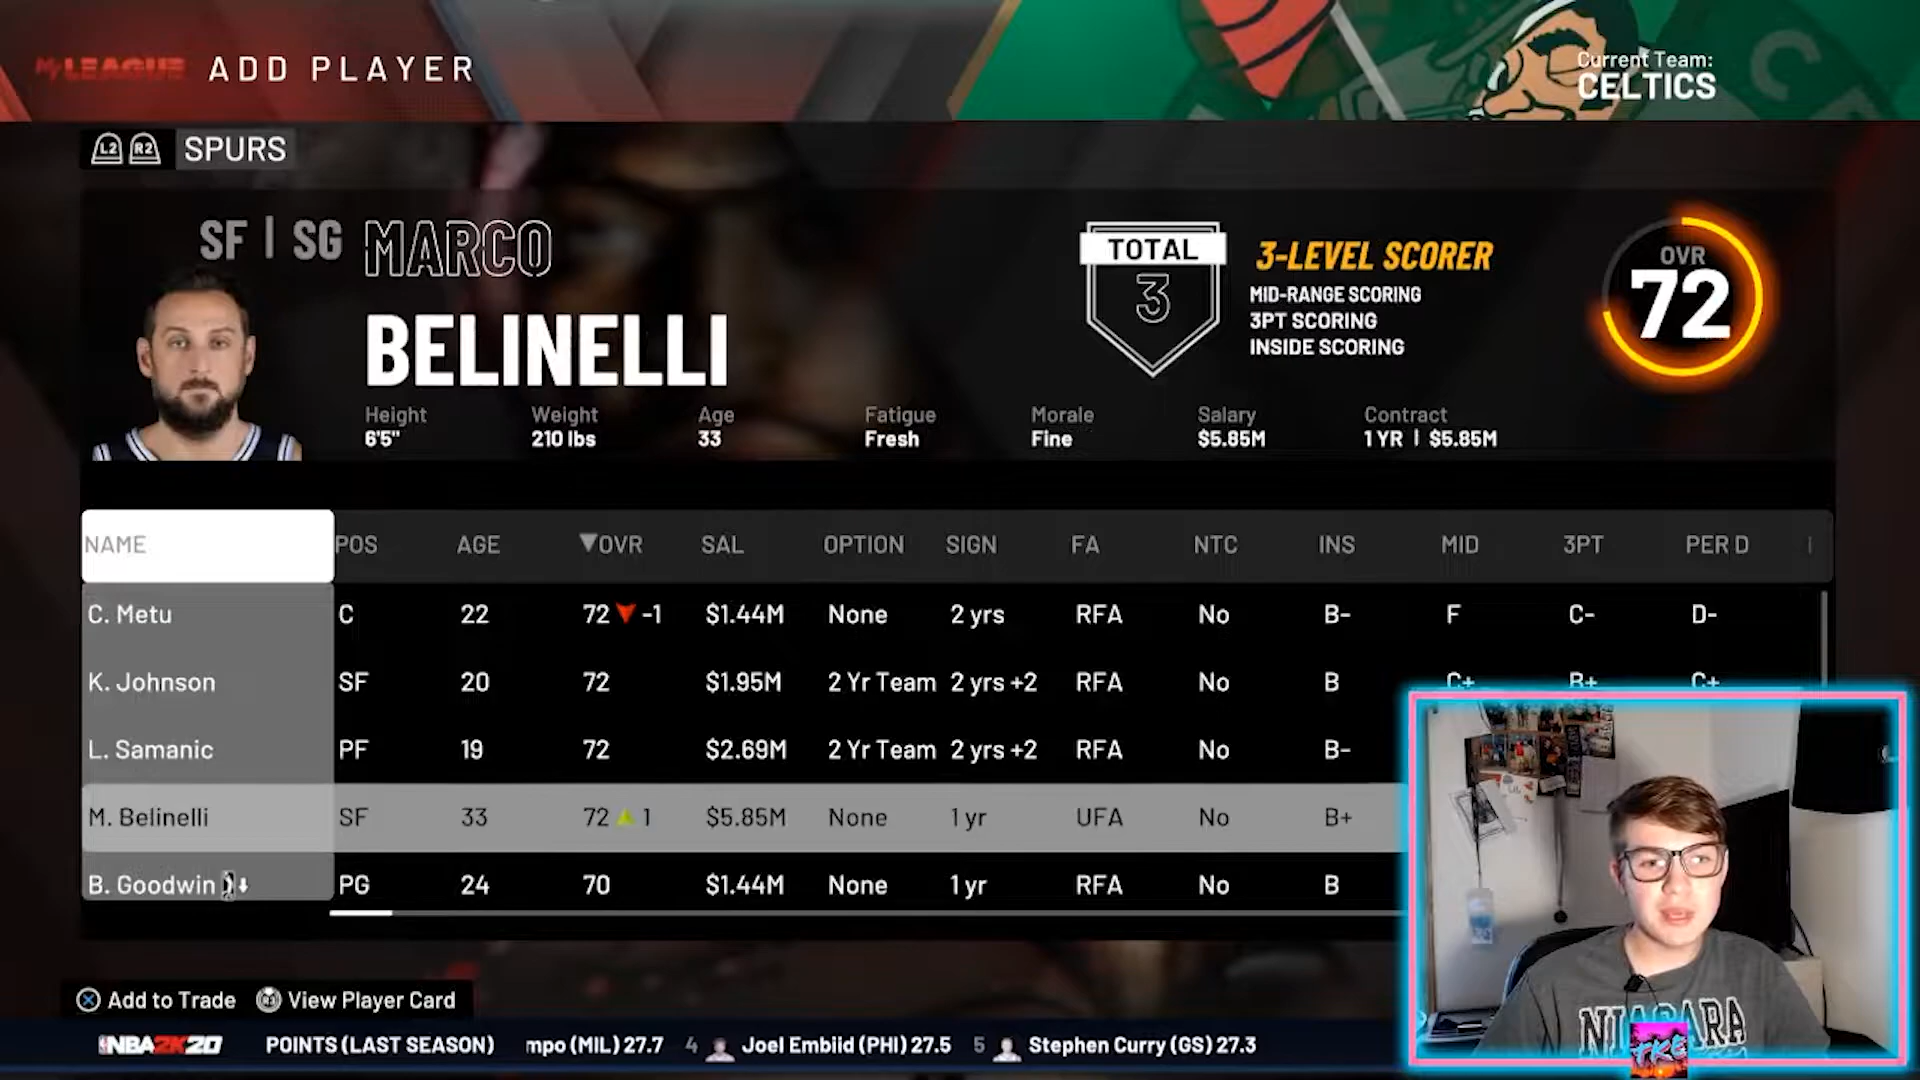 MyLEAGUE ADD PLAYER
Current Team:
CELTICS
L2 R2 SPURS
SF | SG MARCO
BELINELLI
TOTAL
3
3-LEVEL SCORER
MID-RANGE SCORING
3PT SCORING
INSIDE SCORING
OVR
72
Height Weight Age Fatigue Morale Salary Contract
6'5" 210 lbs 33 Fresh Fine $5.85M 1 YR | $5.85M
NAME POS AGE ▼OVR SAL OPTION SIGN FA NTC INS MID 3PT PER D
C. Metu C 22 72 ▼ -1 $1.44M None 2 yrs RFA No B- F C- D-
K. Johnson SF 20 72 $1.95M 2 Yr Team 2 yrs +2 RFA No B C+ B+ C+
L. Samanic PF 19 72 $2.69M 2 Yr Team 2 yrs +2 RFA No B-
M. Belinelli SF 33 72 ▲ 1 $5.85M None 1 yr UFA No B+
B. Goodwin PG 24 70 $1.44M None 1 yr RFA No B
Add to Trade R3 View Player Card
NBA2K20 POINTS (LAST SEASON) mpo (MIL) 27.7 4 Joel Embiid (PHI) 27.5 5 Stephen Curry (GS) 27.3
NIAGARA
TKE